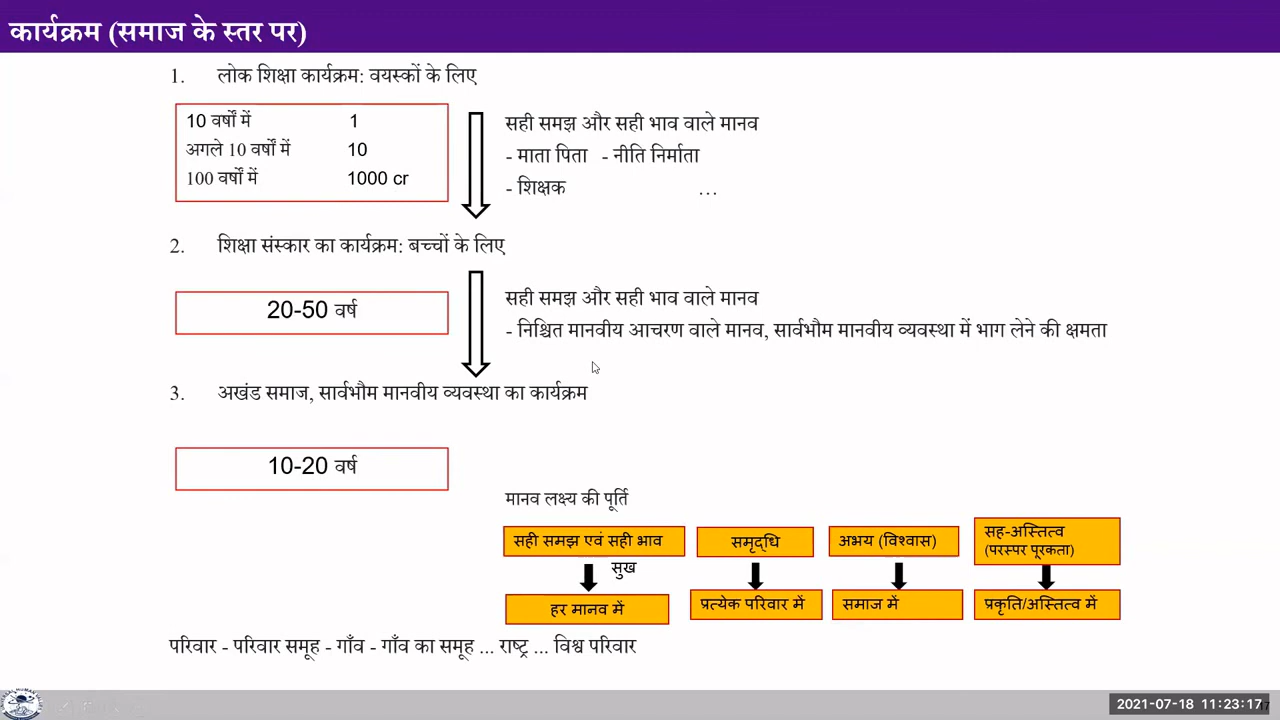 कार्यक्रम (समाज के स्तर पर)
1. लोक शिक्षा कार्यक्रम: वयस्कों के लिए
10 वर्षों में 1
अगले 10 वर्षों में 10
100 वर्षों में 1000 cr
सही समझ और सही भाव वाले मानव
- माता पिता - नीति निर्माता
- शिक्षक ...
2. शिक्षा संस्कार का कार्यक्रम: बच्चों के लिए
20-50 वर्ष
सही समझ और सही भाव वाले मानव
- निश्चित मानवीय आचरण वाले मानव, सार्वभौम मानवीय व्यवस्था में भाग लेने की क्षमता
3. अखंड समाज, सार्वभौम मानवीय व्यवस्था का कार्यक्रम
10-20 वर्ष
मानव लक्ष्य की पूर्ति
सही समझ एवं सही भाव
सुख
हर मानव में
समृद्धि
प्रत्येक परिवार में
अभय (विश्वास)
समाज में
सह-अस्तित्व
(परस्पर पूरकता)
प्रकृति/अस्तित्व में
परिवार - परिवार समूह - गाँव - गाँव का समूह ... राष्ट्र ... विश्व परिवार
2021-07-18 11:23:17